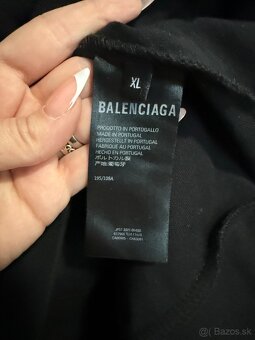 XL
BALENCIAGA
PRODOTTO IN PORTOGALLO
MADE IN PORTUGAL
HERGESTELLT IN PORTUGAL
FABRIQUÉ AU PORTUGAL
HECHO EN PORTUGAL
ポルトガル製
产地:葡萄牙
195/108A
Bazos.sk